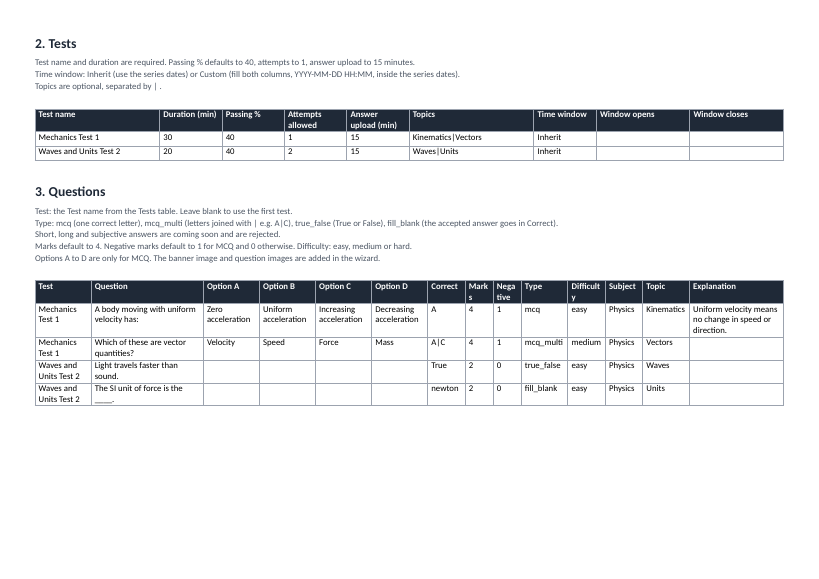 2. Tests
Test name and duration are required. Passing % defaults to 40, attempts to 1, answer upload to 15 minutes.
Time window: Inherit (use the series dates) or Custom (fill both columns, YYYY-MM-DD HH:MM, inside the series dates).
Topics are optional, separated by | .
Test name Duration (min) Passing % Attempts allowed Answer upload (min) Topics Time window Window opens Window closes
Mechanics Test 1 30 40 1 15 Kinematics|Vectors Inherit
Waves and Units Test 2 20 40 2 15 Waves|Units Inherit
3. Questions
Test: the Test name from the Tests table. Leave blank to use the first test.
Type: mcq (one correct letter), mcq_multi (letters joined with | e.g. A|C), true_false (True or False), fill_blank (the accepted answer goes in Correct).
Short, long and subjective answers are coming soon and are rejected.
Marks default to 4. Negative marks default to 1 for MCQ and 0 otherwise. Difficulty: easy, medium or hard.
Options A to D are only for MCQ. The banner image and question images are added in the wizard.
Test Question Option A Option B Option C Option D Correct Marks Negative Type Difficulty Subject Topic Explanation
Mechanics Test 1 A body moving with uniform velocity has: Zero acceleration Uniform acceleration Increasing acceleration Decreasing acceleration A 4 1 mcq easy Physics Kinematics Uniform velocity means no change in speed or direction.
Mechanics Test 1 Which of these are vector quantities? Velocity Speed Force Mass A|C 4 1 mcq_multi medium Physics Vectors
Waves and Units Test 2 Light travels faster than sound. True 2 0 true_false easy Physics Waves
Waves and Units Test 2 The SI unit of force is the ____. newton 2 0 fill_blank easy Physics Units